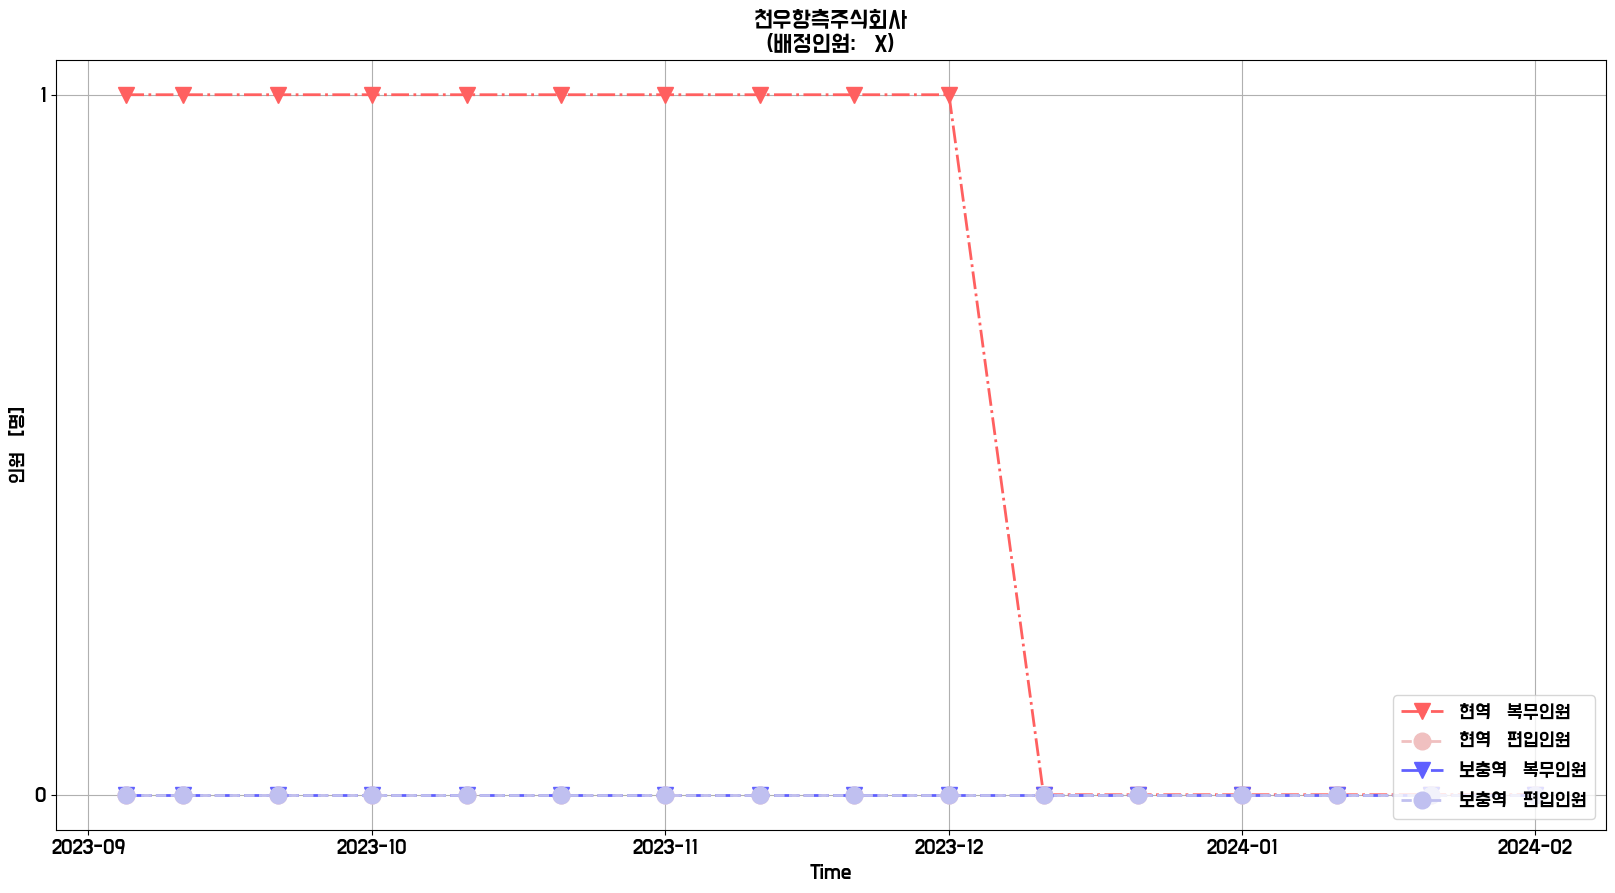 천우항측주식회사
(배정인원: X)
인원 [명]
1
0
현역 복무인원
현역 편입인원
보충역 복무인원
보충역 편입인원
2023-09 2023-10 2023-11 2023-12 2024-01 2024-02
Time